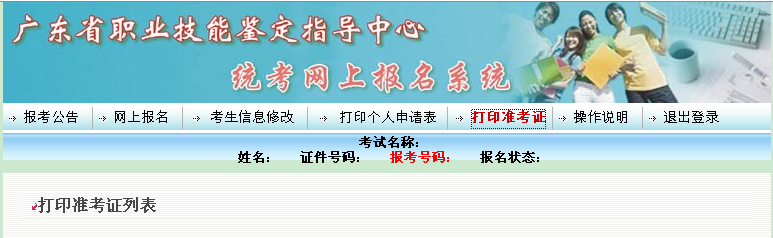 广东省职业技能鉴定指导中心
统考网上报名系统
报考公告 网上报名 考生信息修改 打印个人申请表 打印准考证 操作说明 退出登录
考试名称:
姓名: 证件号码: 报考号码: 报名状态:
打印准考证列表